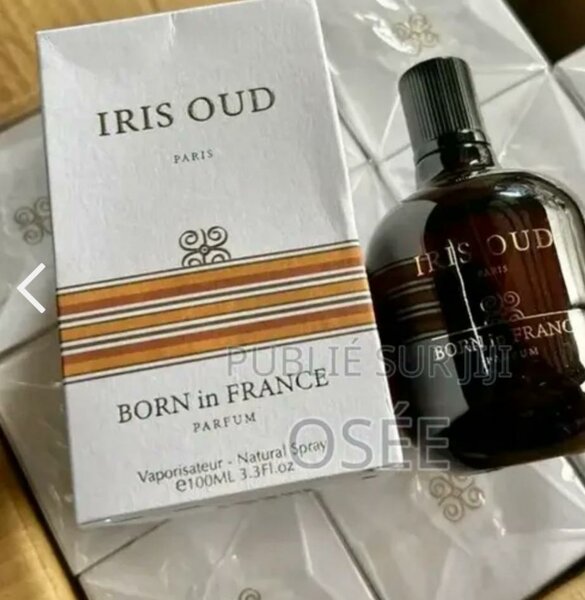 IRIS OUD
PARIS
BORN in FRANCE
PARFUM
Vaporisateur - Natural Spray
e100ML 3.3Fl.oz
IRIS OUD
PARIS
BORN in FRANC
PARFUM
PUBLIÉ SUR JIJI
OSÉE